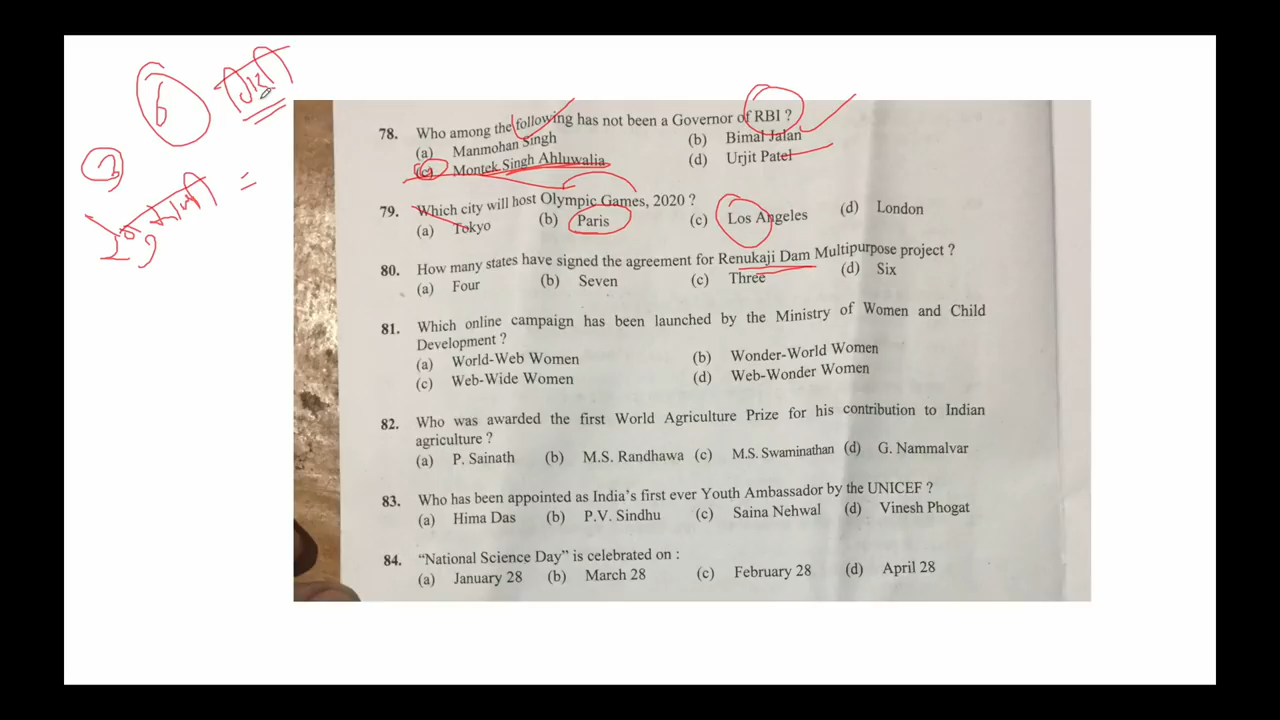 6
3
=
78. Who among the following has not been a Governor of RBI ?
(a) Manmohan Singh (b) Bimal Jalan
(c) Montek Singh Ahluwalia (d) Urjit Patel
79. Which city will host Olympic Games, 2020 ?
(a) Tokyo (b) Paris (c) Los Angeles (d) London
80. How many states have signed the agreement for Renukaji Dam Multipurpose project ?
(a) Four (b) Seven (c) Three (d) Six
81. Which online campaign has been launched by the Ministry of Women and Child
Development ?
(a) World-Web Women (b) Wonder-World Women
(c) Web-Wide Women (d) Web-Wonder Women
82. Who was awarded the first World Agriculture Prize for his contribution to Indian
agriculture ?
(a) P. Sainath (b) M.S. Randhawa (c) M.S. Swaminathan (d) G. Nammalvar
83. Who has been appointed as India's first ever Youth Ambassador by the UNICEF ?
(a) Hima Das (b) P.V. Sindhu (c) Saina Nehwal (d) Vinesh Phogat
84. “National Science Day” is celebrated on :
(a) January 28 (b) March 28 (c) February 28 (d) April 28